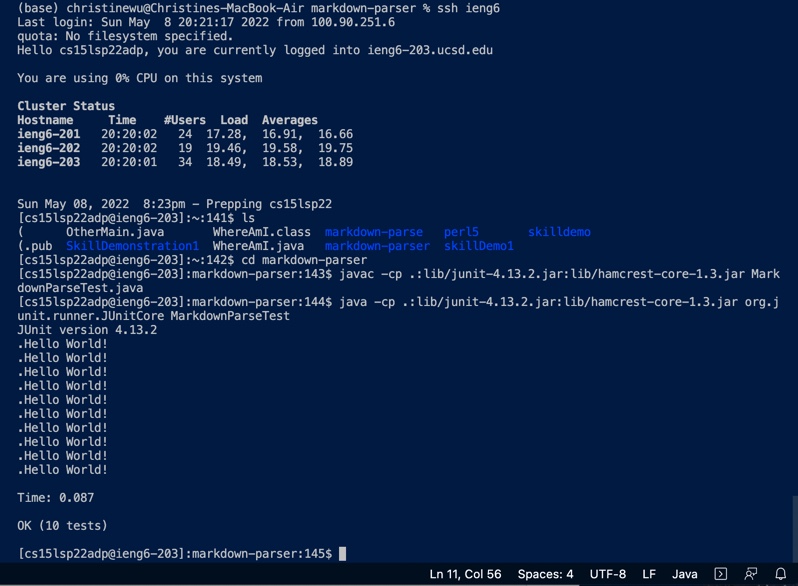 (base) christinewu@Christines-MacBook-Air markdown-parser % ssh ieng6
Last login: Sun May  8 20:21:17 2022 from 100.90.251.6
quota: No filesystem specified.
Hello cs15lsp22adp, you are currently logged into ieng6-203.ucsd.edu

You are using 0% CPU on this system

Cluster Status
Hostname     Time    #Users  Load  Averages
ieng6-201   20:20:02   24  17.28,  16.91,  16.66
ieng6-202   20:20:02   19  19.46,  19.58,  19.75
ieng6-203   20:20:01   34  18.49,  18.53,  18.89

Sun May 08, 2022  8:23pm - Prepping cs15lsp22
[cs15lsp22adp@ieng6-203]:~:141$ ls
(      OtherMain.java       WhereAmI.class  markdown-parse   perl5       skilldemo
(.pub  SkillDemonstration1  WhereAmI.java   markdown-parser  skillDemo1
[cs15lsp22adp@ieng6-203]:~:142$ cd markdown-parser
[cs15lsp22adp@ieng6-203]:markdown-parser:143$ javac -cp .:lib/junit-4.13.2.jar:lib/hamcrest-core-1.3.jar Mark
downParseTest.java
[cs15lsp22adp@ieng6-203]:markdown-parser:144$ java -cp .:lib/junit-4.13.2.jar:lib/hamcrest-core-1.3.jar org.j
unit.runner.JUnitCore MarkdownParseTest
JUnit version 4.13.2
.Hello World!
.Hello World!
.Hello World!
.Hello World!
.Hello World!
.Hello World!
.Hello World!
.Hello World!
.Hello World!
.Hello World!

Time: 0.087

OK (10 tests)

[cs15lsp22adp@ieng6-203]:markdown-parser:145$
Ln 11, Col 56  Spaces: 4  UTF-8  LF  Java